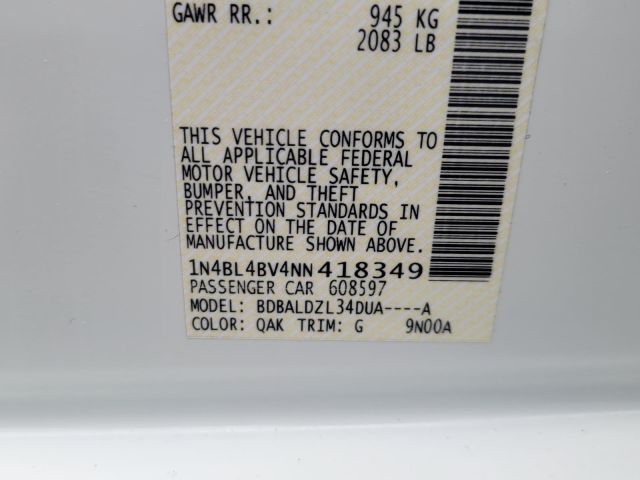 GAWR RR.: 945 KG
2083 LB
THIS VEHICLE CONFORMS TO
ALL APPLICABLE FEDERAL
MOTOR VEHICLE SAFETY,
BUMPER, AND THEFT
PREVENTION STANDARDS IN
EFFECT ON THE DATE OF
MANUFACTURE SHOWN ABOVE.
1N4BL4BV4NN418349
PASSENGER CAR 608597
MODEL: BDBALDZL34DUA----A
COLOR: QAK TRIM: G 9N00A